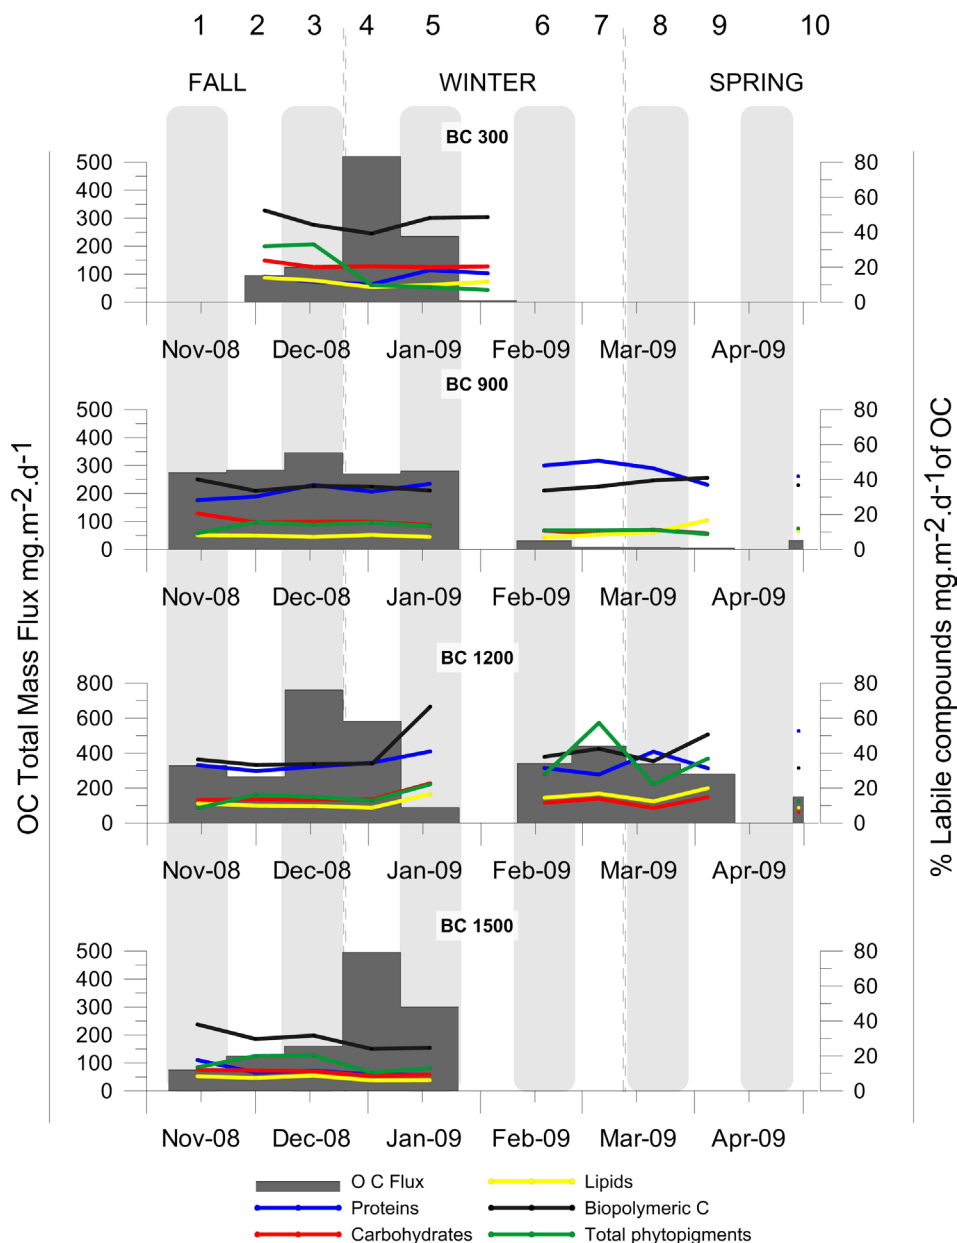 1 2 3 4 5 6 7 8 9 10
FALL WINTER SPRING
BC 300
500 80
400
300 60
200 40
100 20
0 0
Nov-08 Dec-08 Jan-09 Feb-09 Mar-09 Apr-09
BC 900
500 80
400
300 60
200 40
100 20
0 0
Nov-08 Dec-08 Jan-09 Feb-09 Mar-09 Apr-09
BC 1200
800 80
600 60
400 40
200 20
0 0
Nov-08 Dec-08 Jan-09 Feb-09 Mar-09 Apr-09
BC 1500
500 80
400
300 60
200 40
100 20
0 0
Nov-08 Dec-08 Jan-09 Feb-09 Mar-09 Apr-09
OC Total Mass Flux mg.m-2.d-1
% Labile compounds mg.m-2.d-1of OC
O C Flux Lipids
Proteins Biopolymeric C
Carbohydrates Total phytopigments